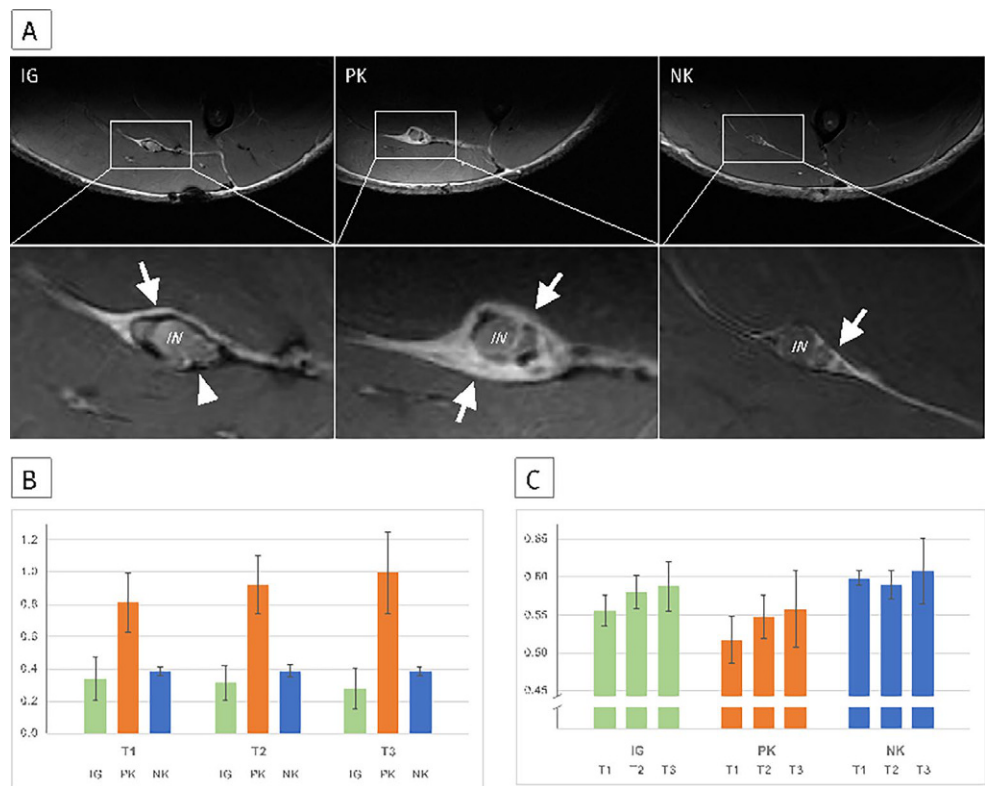 A
IG PK NK
IN IN IN
B
1.2
1.0
0.8
0.6
0.4
0.2
0.0
T1 T2 T3
IG PK NK IG PK NK IG PK NK
C
0.65
0.60
0.55
0.50
0.45
IG PK NK
T1 T2 T3 T1 T2 T3 T1 T2 T3